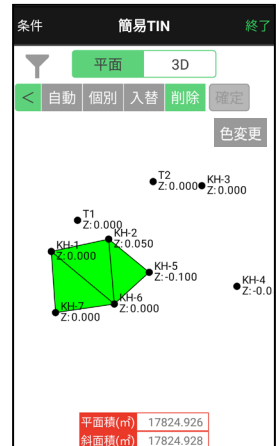 条件 簡易TIN 終了
平面 3D
< 自動 個別 入替 削除 確定
色変更
T2
Z:0.000
KH-3
Z:0.000
T1
Z:0.000
KH-2
Z:0.050
KH-1
Z:0.000
KH-5
Z:-0.100
KH-4
Z:-0.0
KH-6
Z:0.000
KH-7
Z:0.000
平面積(㎡) 17824.926
斜面積(㎡) 17824.928